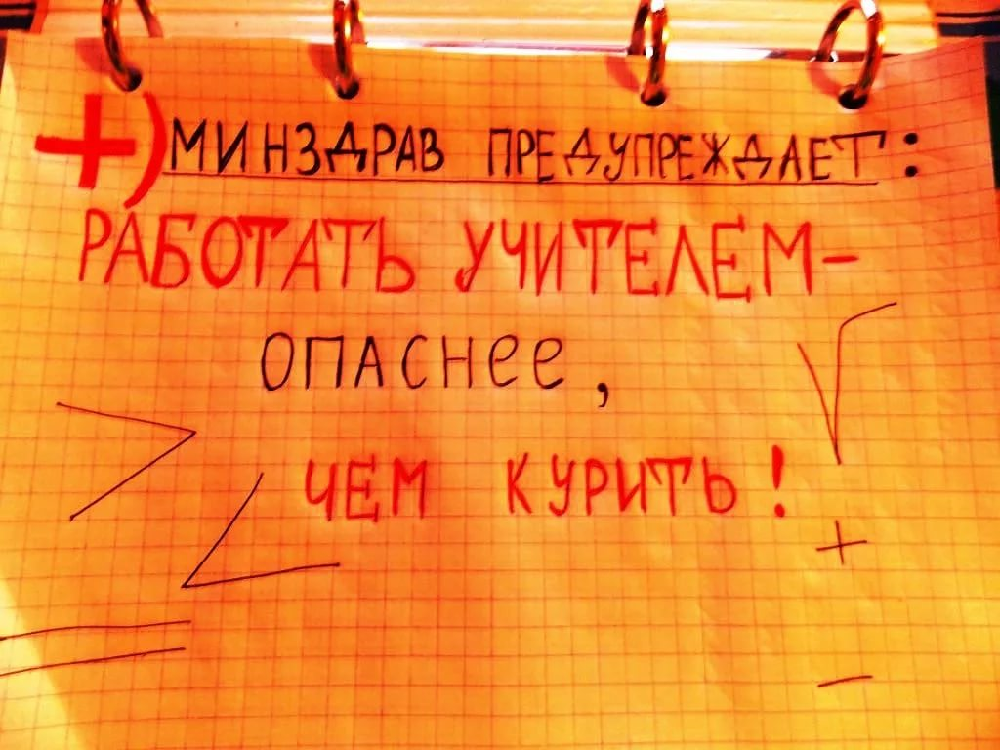 +) МИНЗДРАВ ПРЕДУПРЕЖДАЕТ:
РАБОТАТЬ УЧИТЕЛЕМ-
ОПАСНЕЕ,
ЧЕМ КУРИТЬ!
> √
<
+
=
-